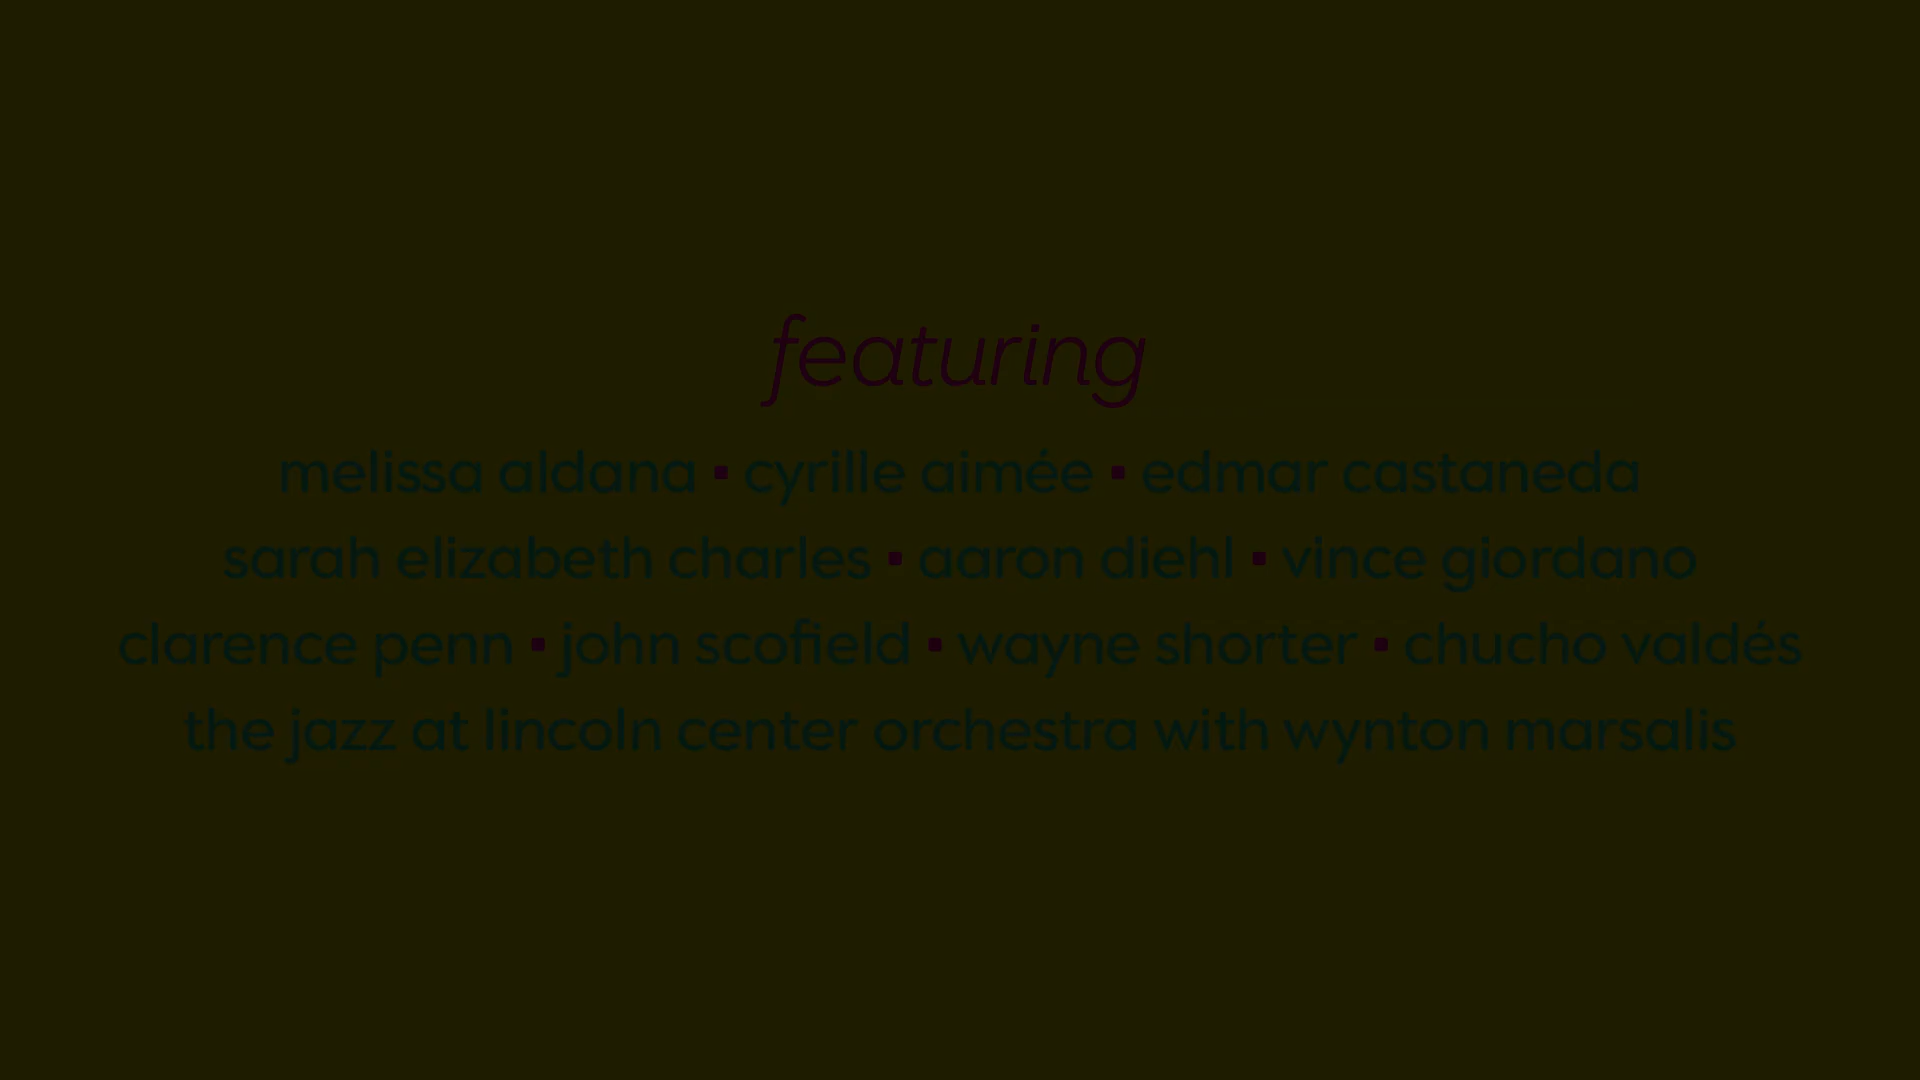 featuring
melissa aldana ▪ cyrille aimée ▪ edmar castaneda
sarah elizabeth charles ▪ aaron diehl ▪ vince giordano
clarence penn ▪ john scofield ▪ wayne shorter ▪ chucho valdés
the jazz at lincoln center orchestra with wynton marsalis